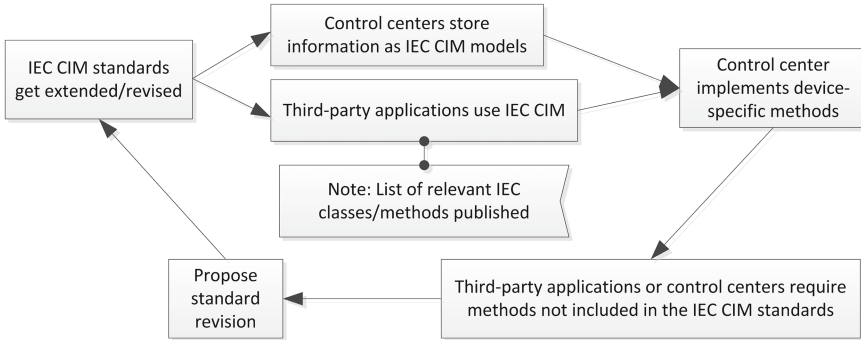 IEC CIM standards
get extended/revised
Control centers store
information as IEC CIM models
Third-party applications use IEC CIM
Note: List of relevant IEC
classes/methods published
Control center
implements device-
specific methods
Third-party applications or control centers require
methods not included in the IEC CIM standards
Propose
standard
revision